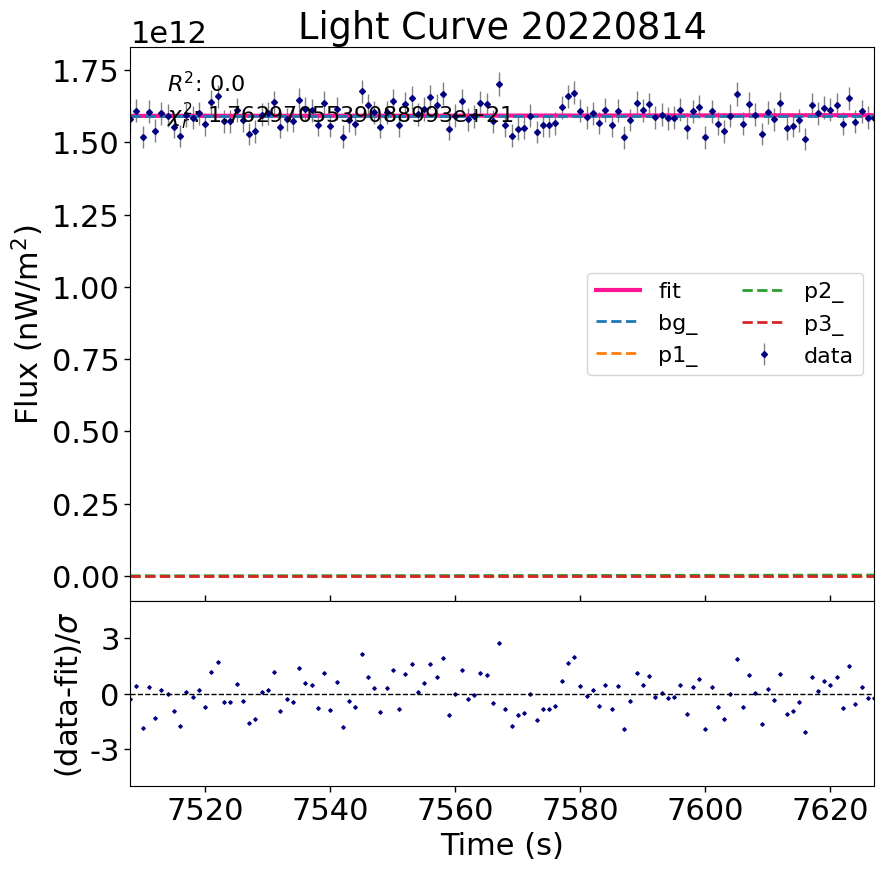 Light Curve 20220814
1e12
R²: 0.0
1.75
1.50
1.25
1.00
0.75
0.50
0.25
0.00
Flux (nW/m²)
fit
bg_
p1_
p2_
p3_
data
3
0
-3
(data-fit)/σ
7520 7540 7560 7580 7600 7620
Time (s)